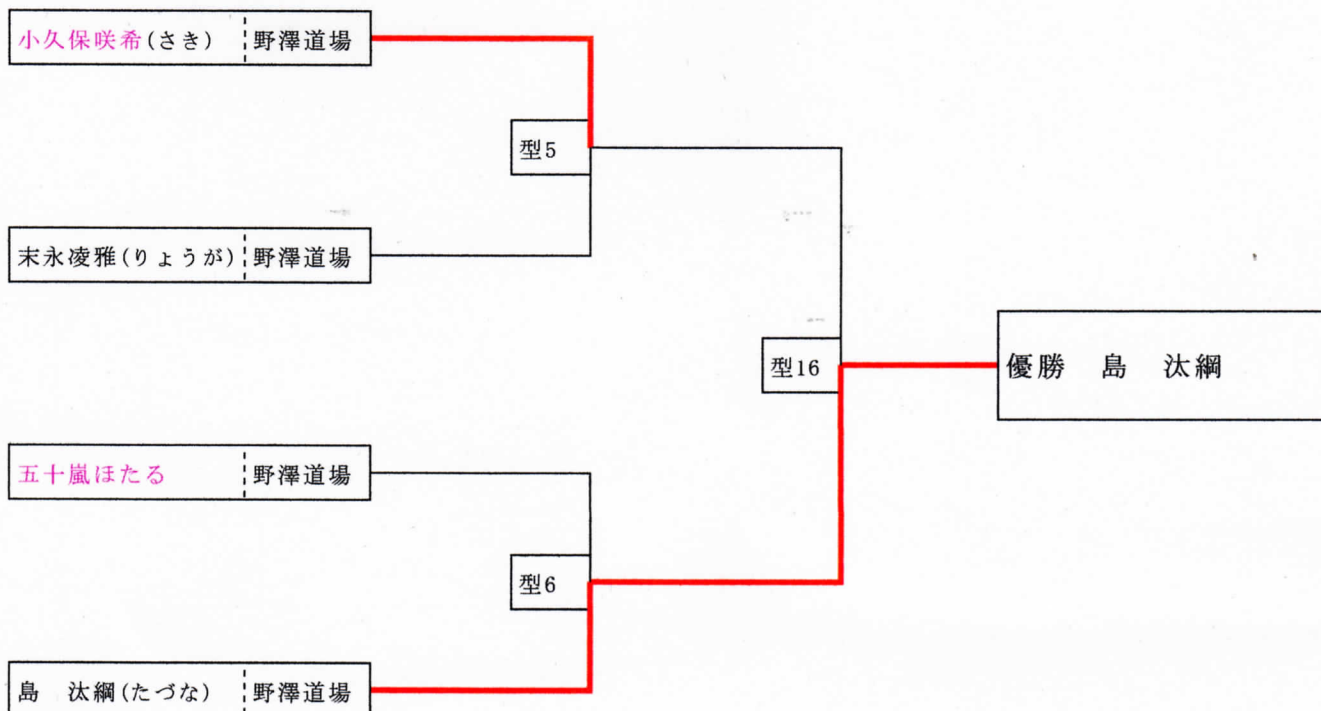 小久保咲希(さき) 野澤道場
型5
末永凌雅(りょうが) 野澤道場
型16
優勝 島 汰綱
五十嵐ほたる 野澤道場
型6
島 汰綱(たづな) 野澤道場